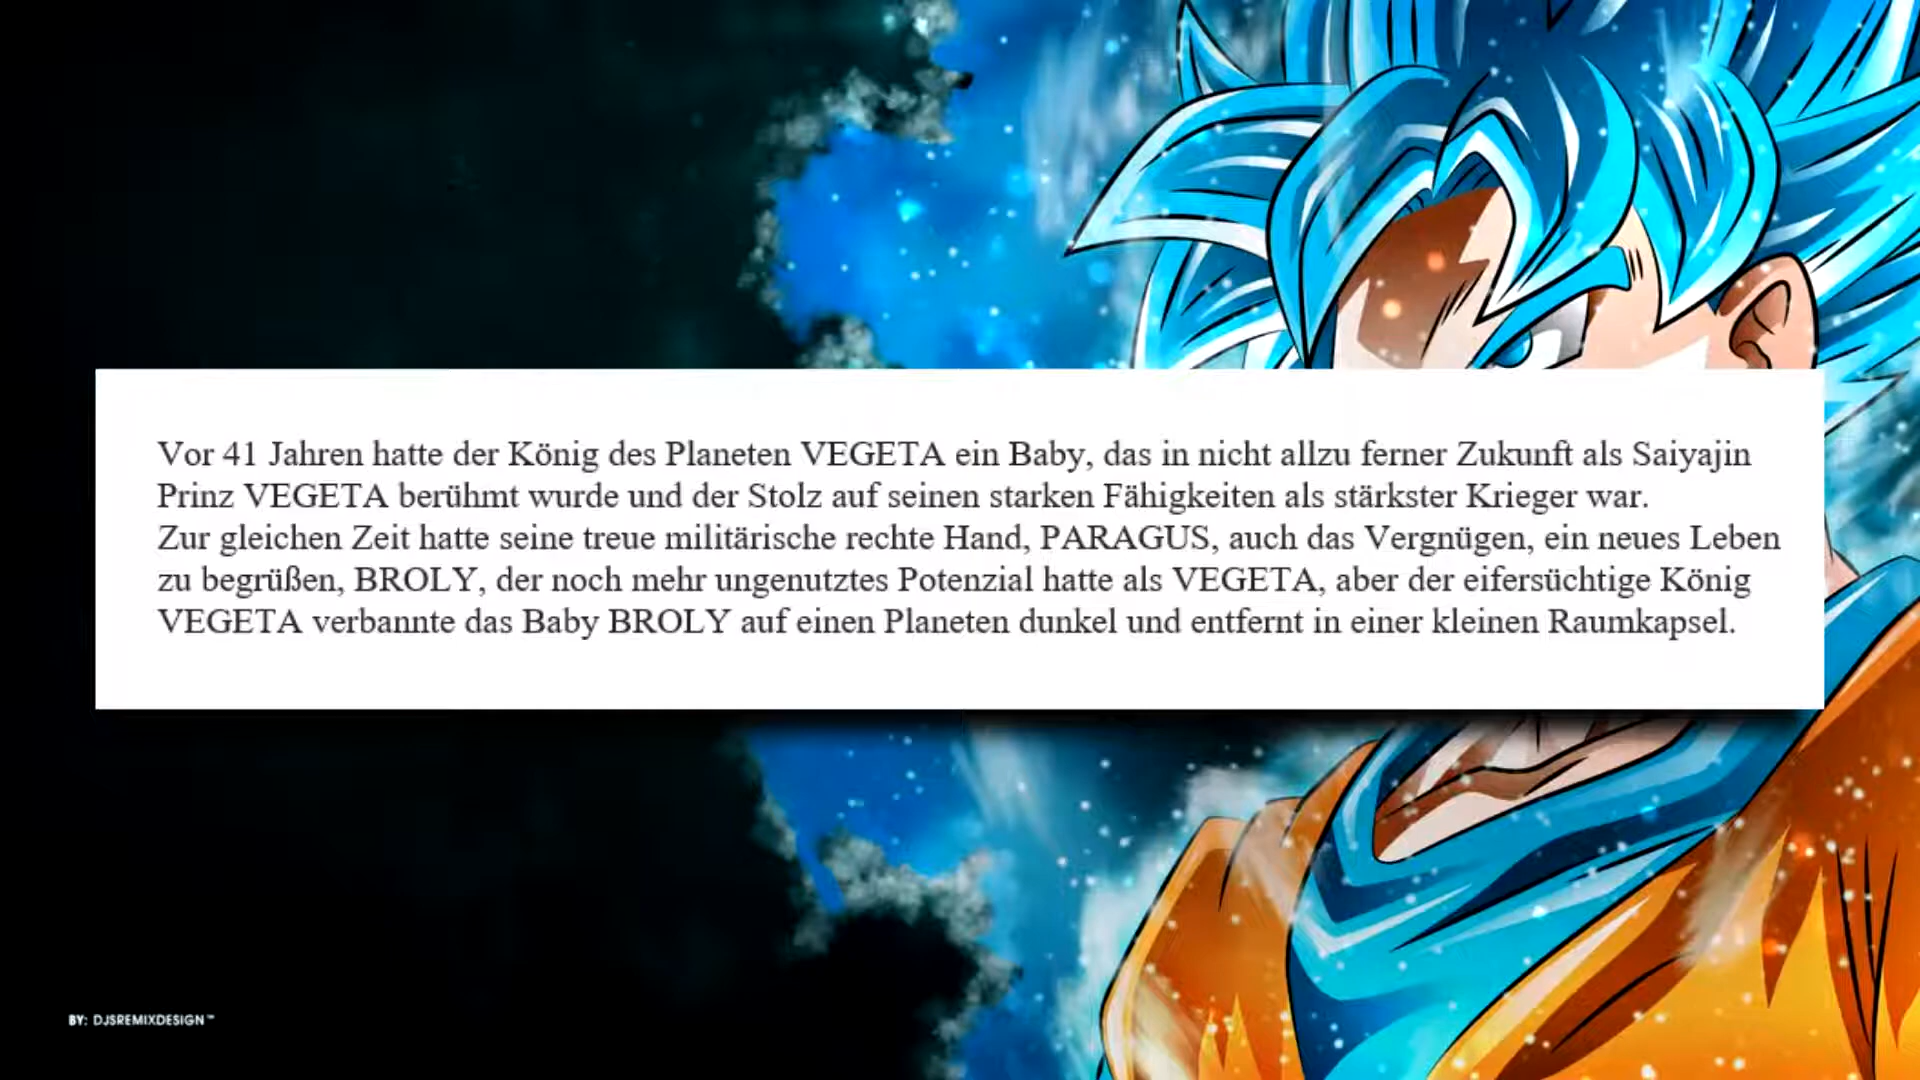 Vor 41 Jahren hatte der König des Planeten VEGETA ein Baby, das in nicht allzu ferner Zukunft als Saiyajin
Prinz VEGETA berühmt wurde und der Stolz auf seinen starken Fähigkeiten als stärkster Krieger war.
Zur gleichen Zeit hatte seine treue militärische rechte Hand, PARAGUS, auch das Vergnügen, ein neues Leben
zu begrüßen, BROLY, der noch mehr ungenutztes Potenzial hatte als VEGETA, aber der eifersüchtige König
VEGETA verbannte das Baby BROLY auf einen Planeten dunkel und entfernt in einer kleinen Raumkapsel.
BY: DJSREMIXDESIGN™